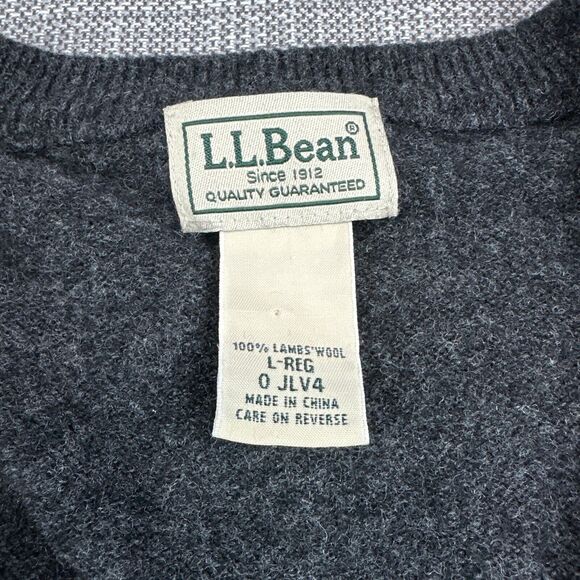 L.L.Bean®
Since 1912
QUALITY GUARANTEED
100% LAMBS'WOOL
L-REG
0 JLV4
MADE IN CHINA
CARE ON REVERSE